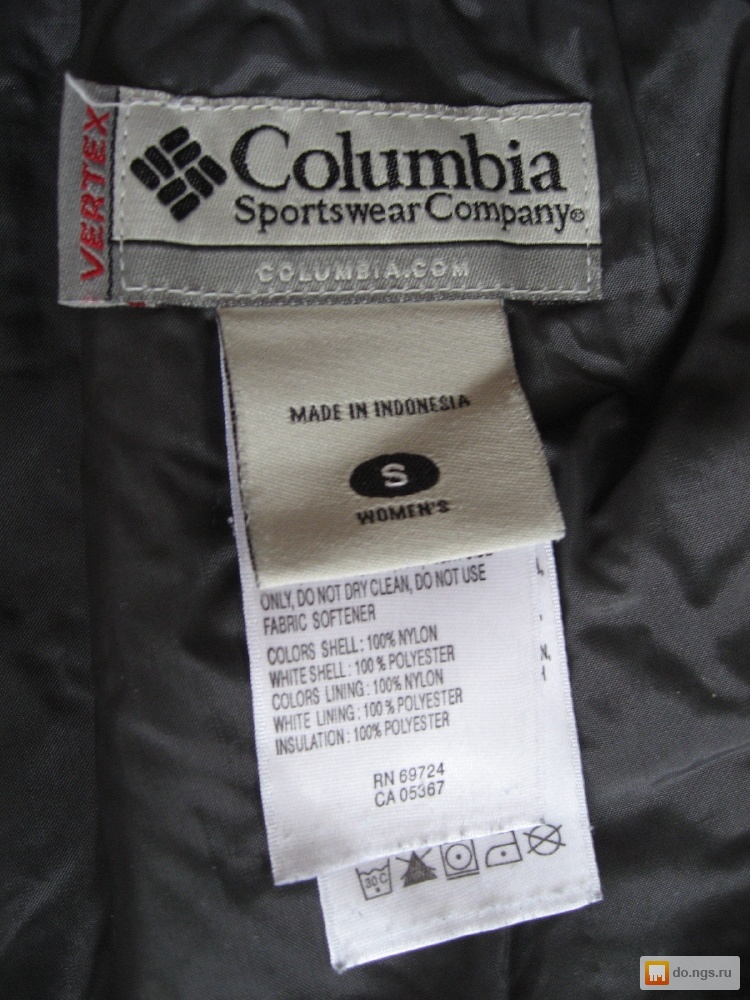 VERTEX
Columbia
Sportswear Company®
COLUMBIA.COM
MADE IN INDONESIA
S
WOMEN'S
ONLY, DO NOT DRY CLEAN, DO NOT USE
FABRIC SOFTENER
COLORS SHELL: 100% NYLON
WHITE SHELL: 100% POLYESTER
COLORS LINING: 100% NYLON
WHITE LINING: 100% POLYESTER
INSULATION: 100% POLYESTER
RN 69724
CA 05367
30C
do.ngs.ru